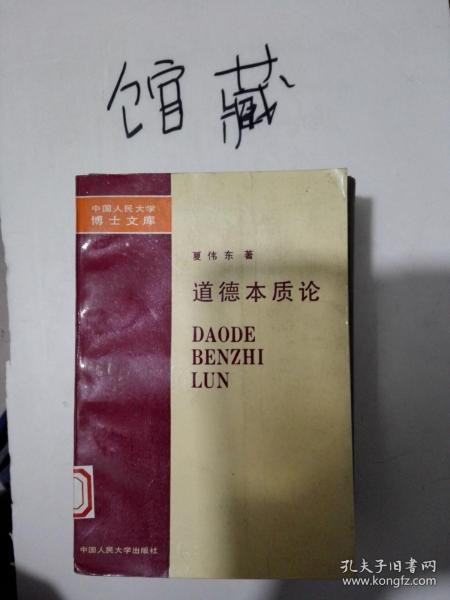 馆藏
中国人民大学
博士文库
夏伟东 著
道德本质论
DAODE
BENZHI
LUN
中国人民大学出版社
孔夫子旧书网
www.kongfz.com